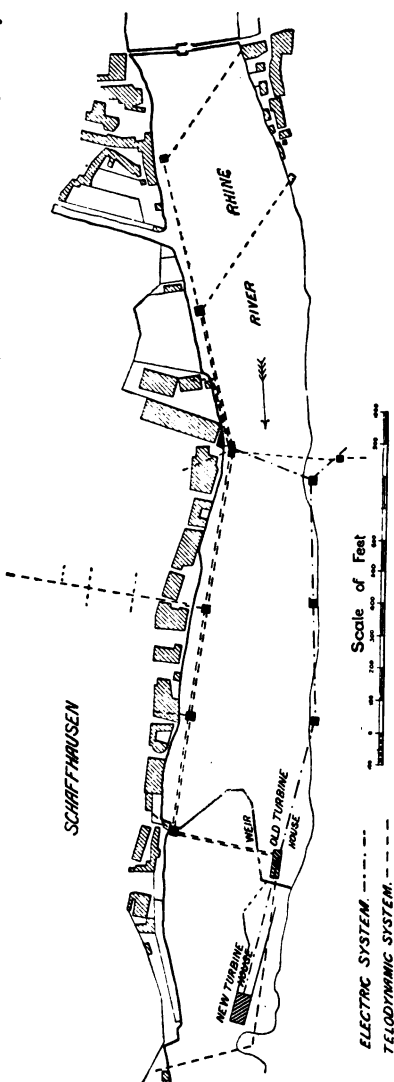 SCHAFFHAUSEN
RHINE
RIVER
WEIR
OLD TURBINE
HOUSE
NEW TURBINE
HOUSE
Scale of Feet
ELECTRIC SYSTEM.
TELODYNAMIC SYSTEM.